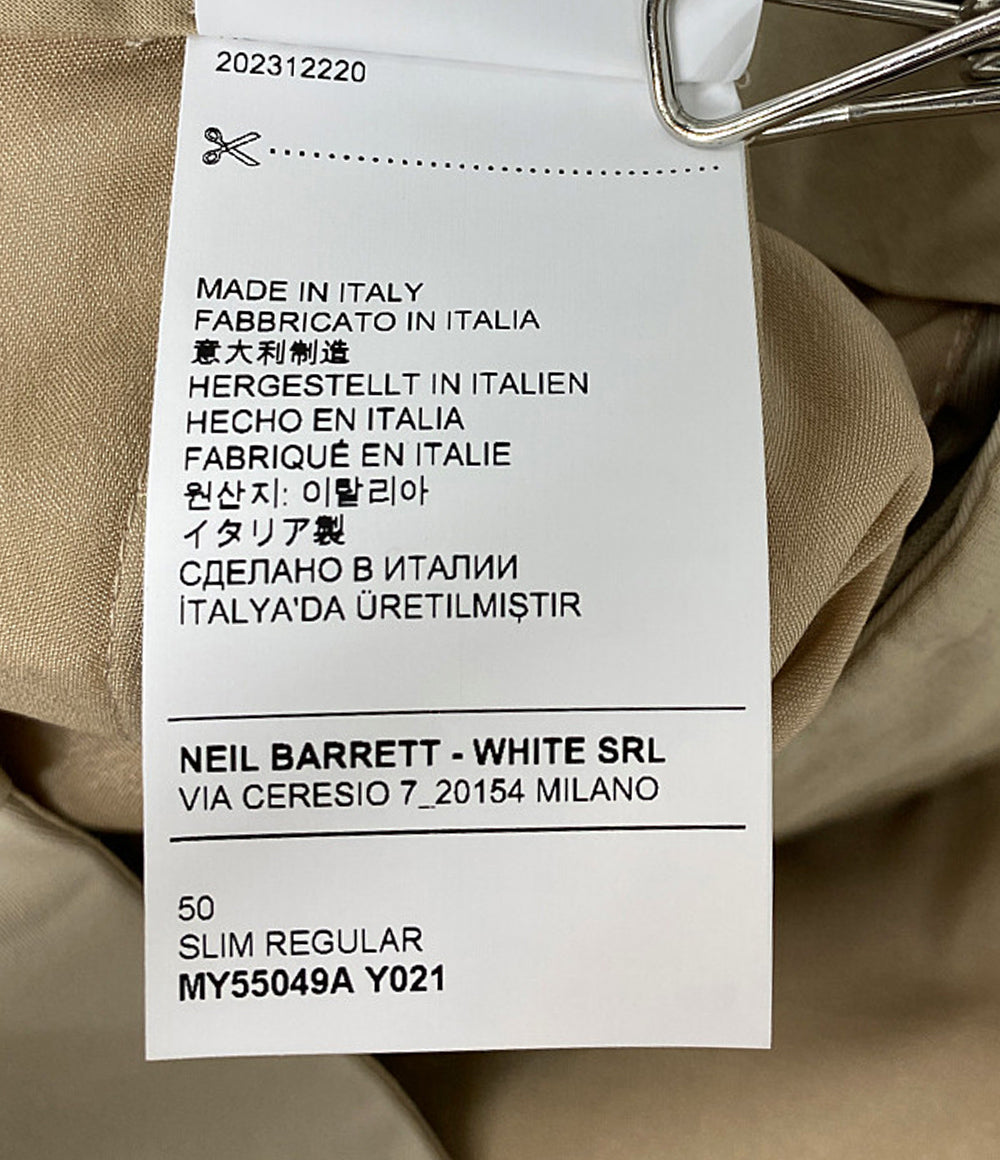 202312220
MADE IN ITALY
FABBRICATO IN ITALIA
意大利制造
HERGESTELLT IN ITALIEN
HECHO EN ITALIA
FABRIQUÉ EN ITALIE
원산지: 이탈리아
イタリア製
СДЕЛАНО В ИТАЛИИ
İTALYA'DA ÜRETILMIŞTIR
NEIL BARRETT - WHITE SRL
VIA CERESIO 7_20154 MILANO
50
SLIM REGULAR
MY55049A Y021